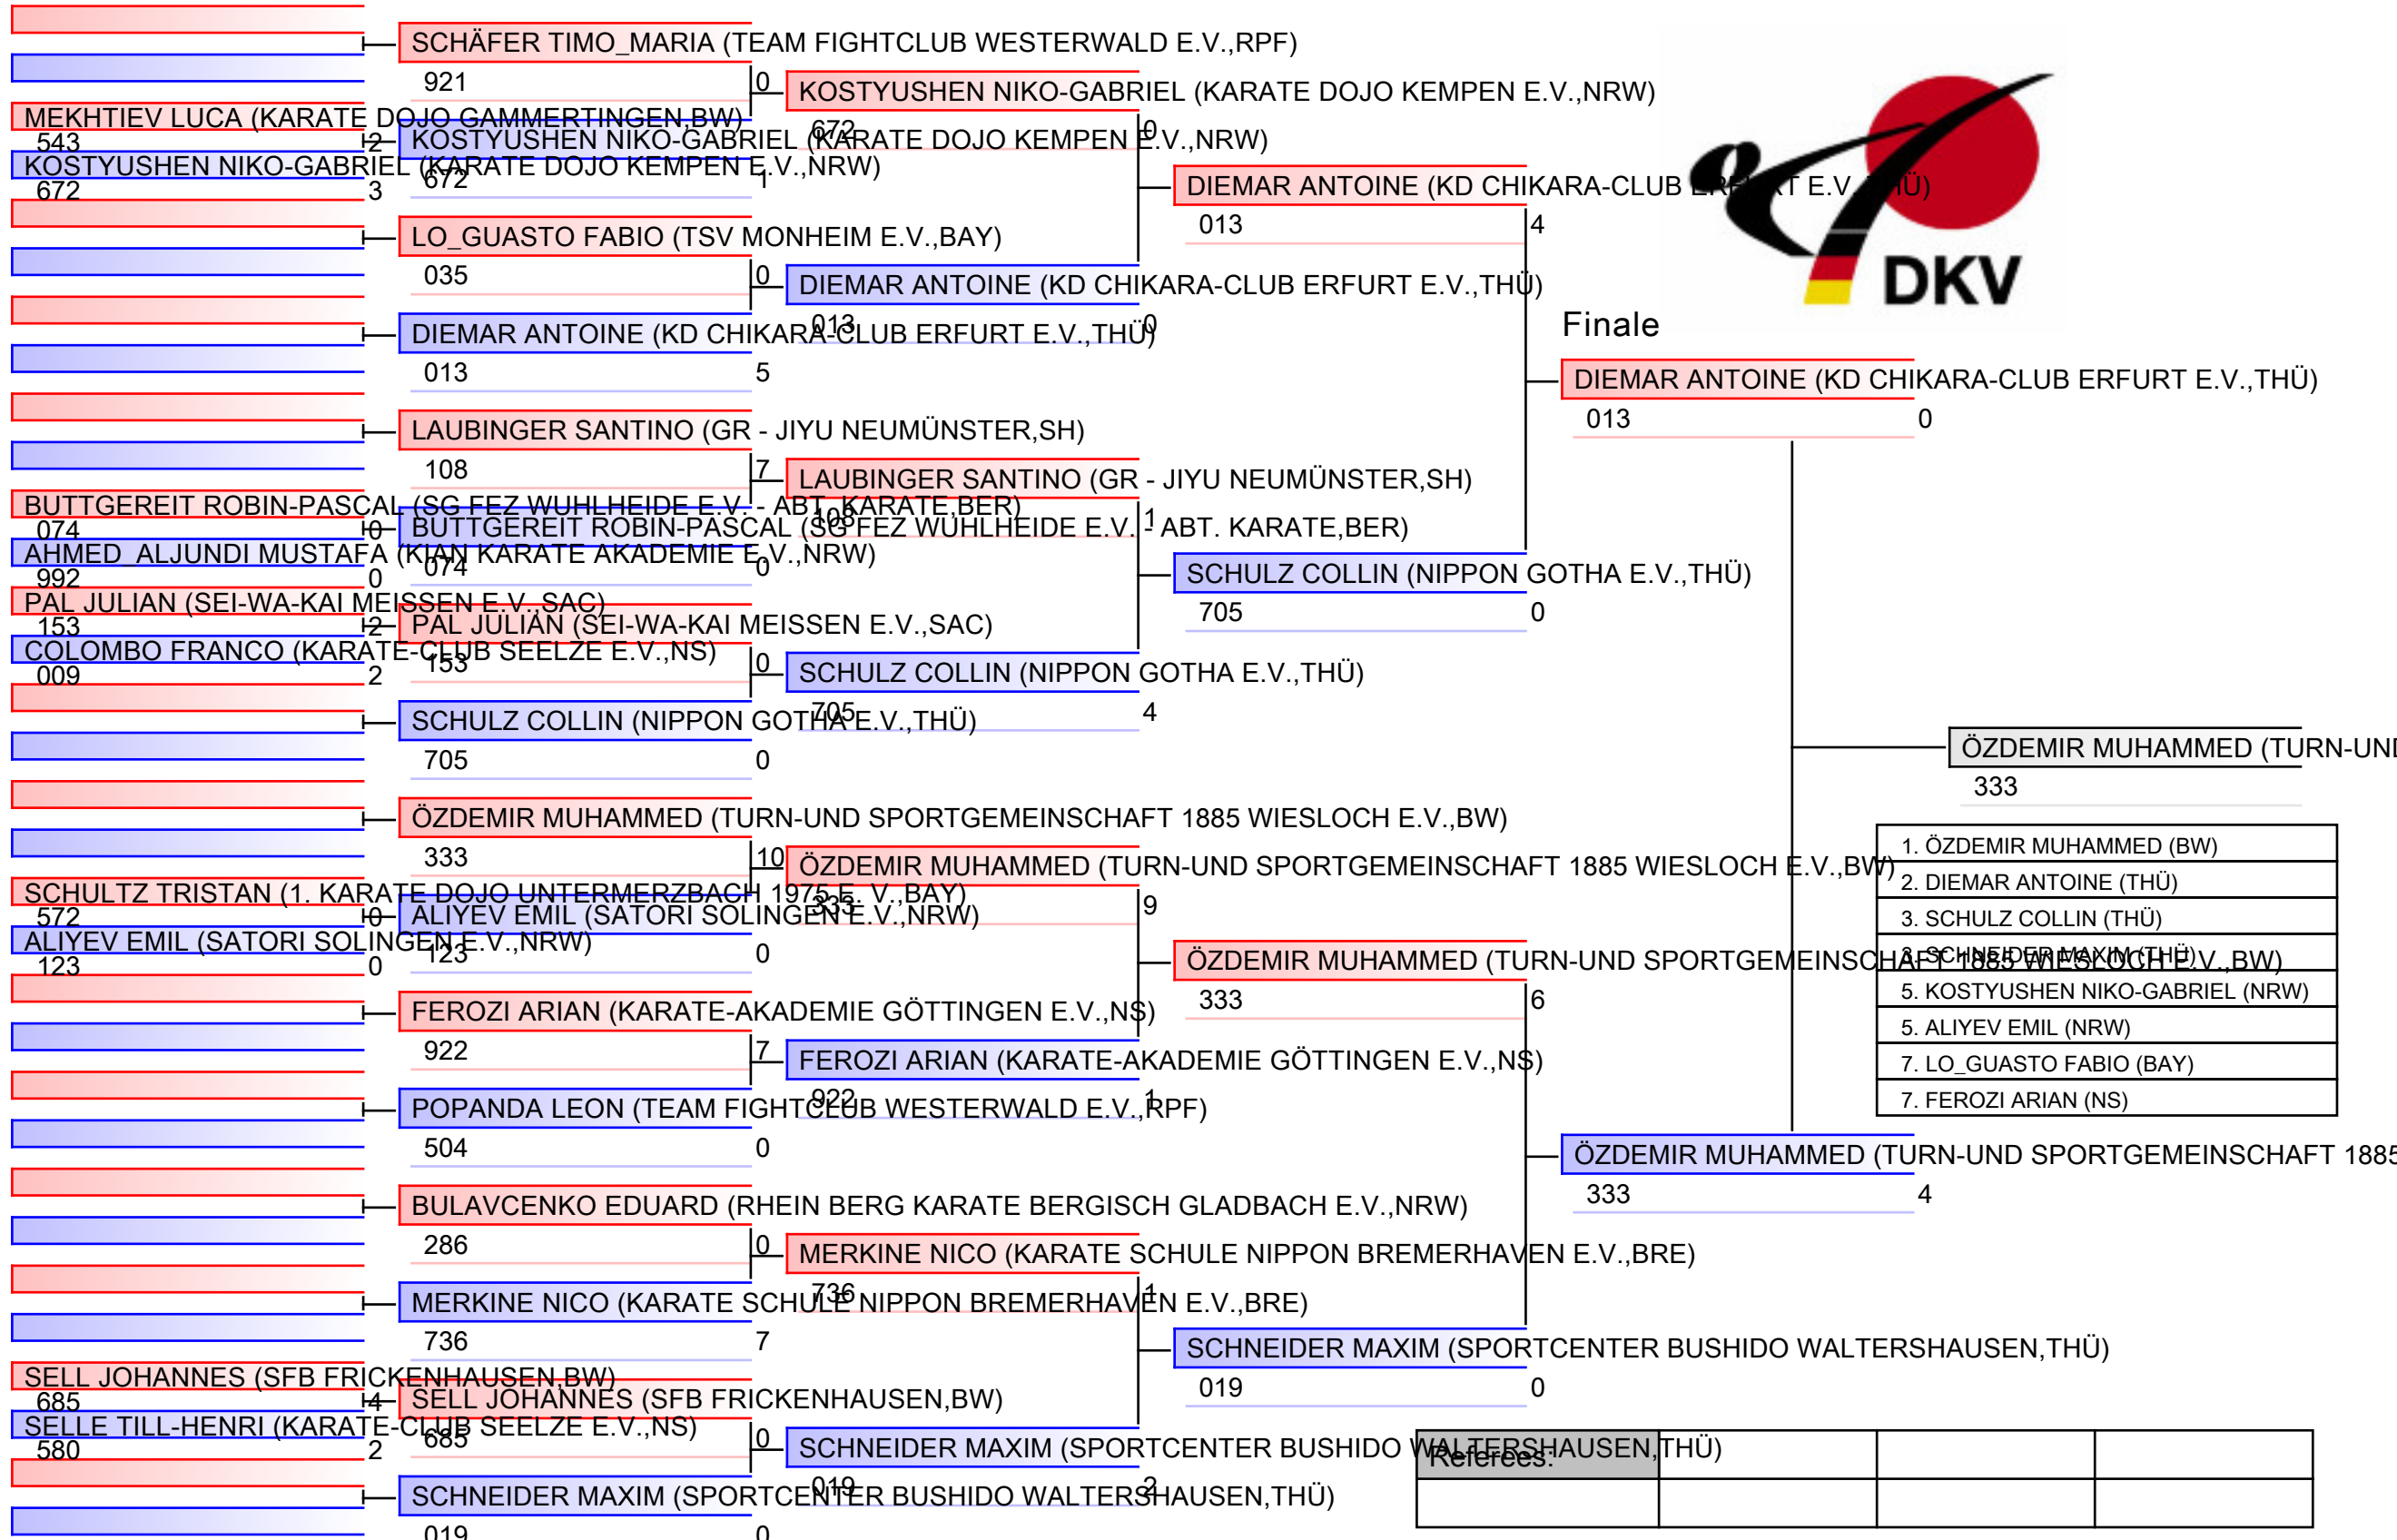 SCHÄFER TIMO_MARIA (TEAM FIGHTCLUB WESTERWALD E.V.,RPF)
921 0
MEKHTIEV LUCA (KARATE DOJO GAMMERTINGEN,BW)
543 2
KOSTYUSHEN NIKO-GABRIEL (KARATE DOJO KEMPEN E.V.,NRW)
672 3
KOSTYUSHEN NIKO-GABRIEL (KARATE DOJO KEMPEN E.V.,NRW)
672 1
LO_GUASTO FABIO (TSV MONHEIM E.V.,BAY)
035 0
DIEMAR ANTOINE (KD CHIKARA-CLUB ERFURT E.V.,THÜ)
013 5
LAUBINGER SANTINO (GR - JIYU NEUMÜNSTER,SH)
108 7
BUTTGEREIT ROBIN-PASCAL (SG FEZ WUHLHEIDE E.V. - ABT. KARATE,BER)
074 0
AHMED_ALJUNDI MUSTAFA (KIAN KARATE AKADEMIE E.V.,NRW)
992 0
BUTTGEREIT ROBIN-PASCAL (SG FEZ WUHLHEIDE E.V. - ABT. KARATE,BER)
074 0
PAL JULIAN (SEI-WA-KAI MEISSEN E.V.,SAC)
153 2
COLOMBO FRANCO (KARATE-CLUB SEELZE E.V.,NS)
009 2
PAL JULIAN (SEI-WA-KAI MEISSEN E.V.,SAC)
153 0
SCHULZ COLLIN (NIPPON GOTHA E.V.,THÜ)
705 0
ÖZDEMIR MUHAMMED (TURN-UND SPORTGEMEINSCHAFT 1885 WIESLOCH E.V.,BW)
333 10
SCHULTZ TRISTAN (1. KARATE DOJO UNTERMERZBACH 1975 E. V.,BAY)
572 0
ALIYEV EMIL (SATORI SOLINGEN E.V.,NRW)
123 0
ALIYEV EMIL (SATORI SOLINGEN E.V.,NRW)
123 0
FEROZI ARIAN (KARATE-AKADEMIE GÖTTINGEN E.V.,NS)
922 7
POPANDA LEON (TEAM FIGHTCLUB WESTERWALD E.V.,RPF)
504 0
BULAVCENKO EDUARD (RHEIN BERG KARATE BERGISCH GLADBACH E.V.,NRW)
286 0
MERKINE NICO (KARATE SCHULE NIPPON BREMERHAVEN E.V.,BRE)
736 7
SELL JOHANNES (SFB FRICKENHAUSEN,BW)
685 4
SELLE TILL-HENRI (KARATE-CLUB SEELZE E.V.,NS)
580 2
SELL JOHANNES (SFB FRICKENHAUSEN,BW)
685 0
SCHNEIDER MAXIM (SPORTCENTER BUSHIDO WALTERSHAUSEN,THÜ)
019 0
KOSTYUSHEN NIKO-GABRIEL (KARATE DOJO KEMPEN E.V.,NRW)
672 0
DIEMAR ANTOINE (KD CHIKARA-CLUB ERFURT E.V.,THÜ)
013 0
LAUBINGER SANTINO (GR - JIYU NEUMÜNSTER,SH)
108 1
SCHULZ COLLIN (NIPPON GOTHA E.V.,THÜ)
705 4
ÖZDEMIR MUHAMMED (TURN-UND SPORTGEMEINSCHAFT 1885 WIESLOCH E.V.,BW)
333 9
FEROZI ARIAN (KARATE-AKADEMIE GÖTTINGEN E.V.,NS)
922 1
MERKINE NICO (KARATE SCHULE NIPPON BREMERHAVEN E.V.,BRE)
736 1
SCHNEIDER MAXIM (SPORTCENTER BUSHIDO WALTERSHAUSEN,THÜ)
019 2
DIEMAR ANTOINE (KD CHIKARA-CLUB ERFURT E.V.,THÜ)
013 4
SCHULZ COLLIN (NIPPON GOTHA E.V.,THÜ)
705 0
ÖZDEMIR MUHAMMED (TURN-UND SPORTGEMEINSCHAFT 1885 WIESLOCH E.V.,BW)
333 6
SCHNEIDER MAXIM (SPORTCENTER BUSHIDO WALTERSHAUSEN,THÜ)
019 0
DKV
Finale
DIEMAR ANTOINE (KD CHIKARA-CLUB ERFURT E.V.,THÜ)
013 0
ÖZDEMIR MUHAMMED (TURN-UND SPORTGEMEINSCHAFT 1885
333 4
ÖZDEMIR MUHAMMED (TURN-UND
333
1. ÖZDEMIR MUHAMMED (BW)
2. DIEMAR ANTOINE (THÜ)
3. SCHULZ COLLIN (THÜ)
3. SCHNEIDER MAXIM (THÜ)
5. KOSTYUSHEN NIKO-GABRIEL (NRW)
5. ALIYEV EMIL (NRW)
7. LO_GUASTO FABIO (BAY)
7. FEROZI ARIAN (NS)
Referees: